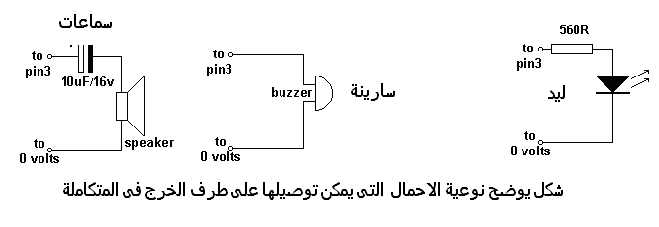 سماعات
to
pin3
10uF/16v
speaker
to
0 volts
to
pin3
buzzer
سارينة
to
0 volts
560R
to
pin3
ليد
to
0 volts
شكل يوضح نوعية الاحمال التى يمكن توصيلها على طرف الخرج فى المتكاملة